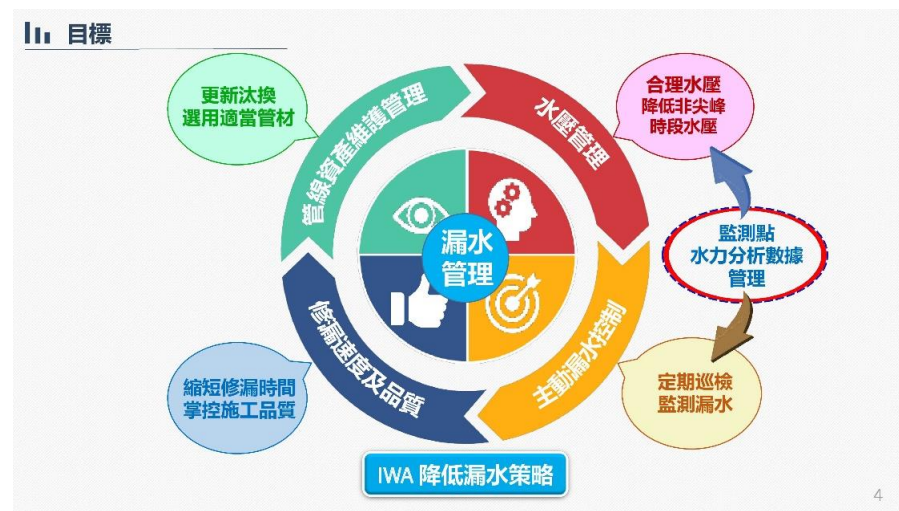 目標
更新汰換
選用適當管材
管線資產維護管理
水壓管理
合理水壓
降低非尖峰
時段水壓
漏水
管理
監測點
水力分析數據
管理
修漏速度及品質
主動漏水控制
縮短修漏時間
掌控施工品質
定期巡檢
監測漏水
IWA 降低漏水策略
4